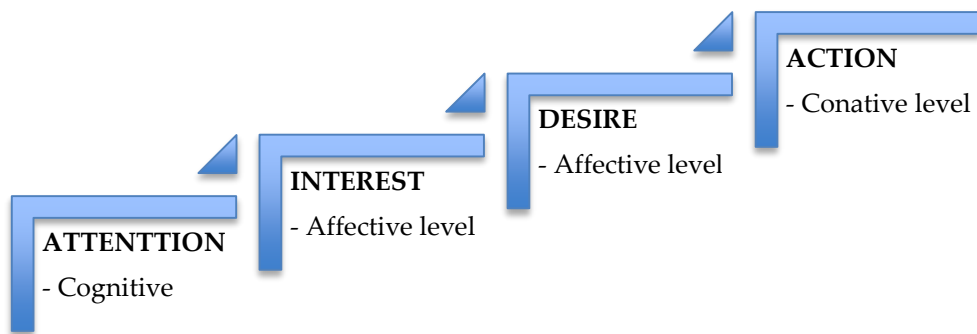 ATTENTTION
- Cognitive
INTEREST
- Affective level
DESIRE
- Affective level
ACTION
- Conative level